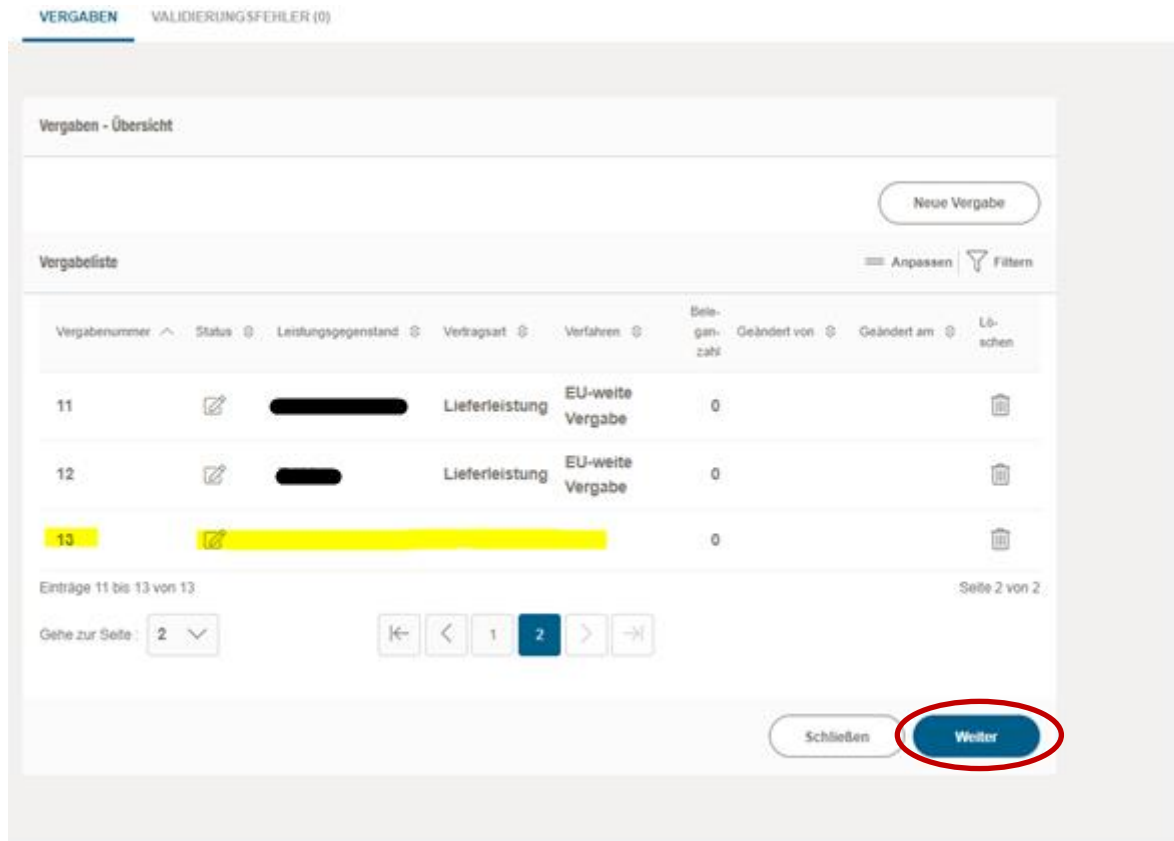 VERGABEN VALIDIERUNGSFEHLER (0)
Vergaben - Übersicht
Neue Vergabe
Vergabeliste Anpassen Filtern
Vergabenummer Status Leistungsgegenstand Vertragsart Verfahren Bele-
gan-
zahl Geändert von Geändert am Lö-
schen
11 Lieferleistung EU-weite
Vergabe 0
12 Lieferleistung EU-weite
Vergabe 0
13 0
Einträge 11 bis 13 von 13 Seite 2 von 2
Gehe zur Seite : 2 1 2
Schließen Weiter